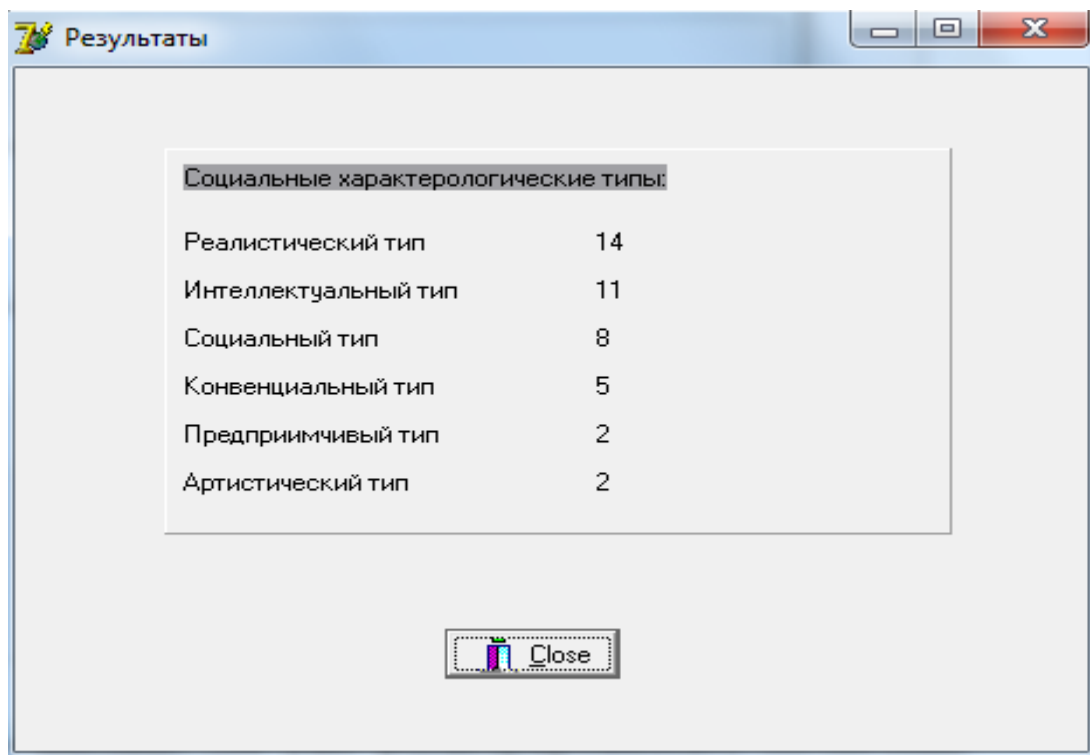 Результаты
Социальные характерологические типы:
Реалистический тип 14
Интеллектуальный тип 11
Социальный тип 8
Конвенциальный тип 5
Предприимчивый тип 2
Артистический тип 2
Close